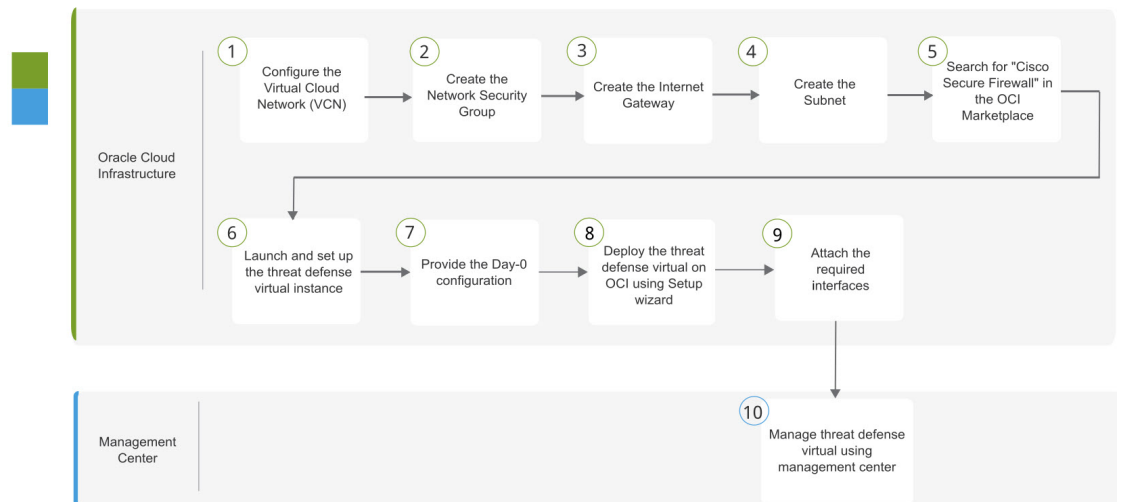 Oracle Cloud
Infrastructure
1
Configure the
Virtual Cloud
Network (VCN)
2
Create the
Network Security
Group
3
Create the Internet
Gateway
4
Create the
Subnet
5
Search for "Cisco
Secure Firewall" in
the OCI
Marketplace
6
Launch and set up
the threat defense
virtual instance
7
Provide the Day-0
configuration
8
Deploy the threat
defense virtual on
OCI using Setup
wizard
9
Attach the
required
interfaces
Management
Center
10
Manage threat defense
virtual using
management center